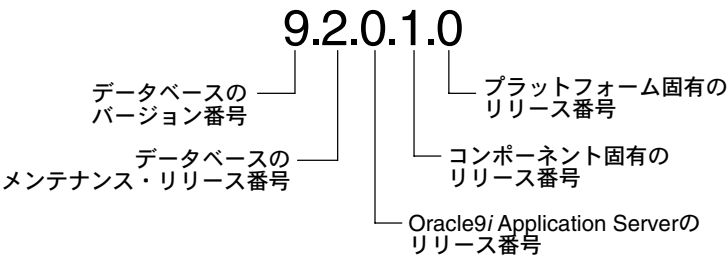 9.2.0.1.0
データベースの
バージョン番号
プラットフォーム固有の
リリース番号
データベースの
メンテナンス・リリース番号
コンポーネント固有の
リリース番号
Oracle9i Application Serverの
リリース番号